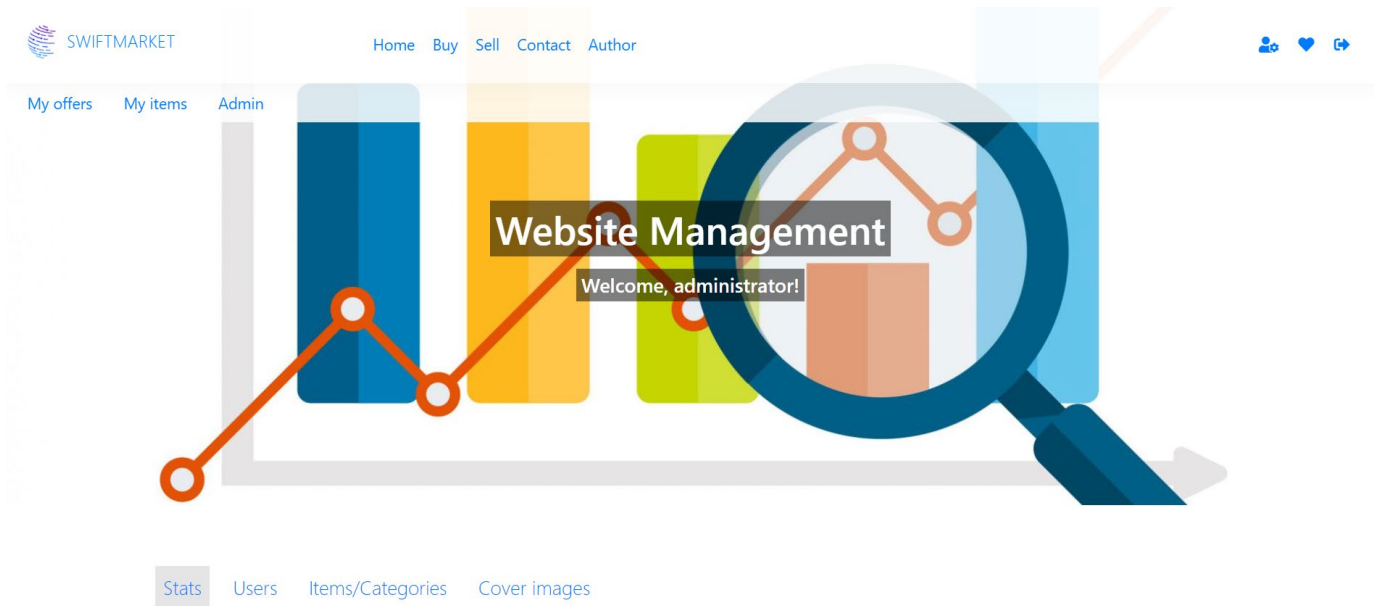 SWIFTMARKET Home Buy Sell Contact Author
My offers My items Admin
Website Management
Welcome, administrator!
Stats Users Items/Categories Cover images